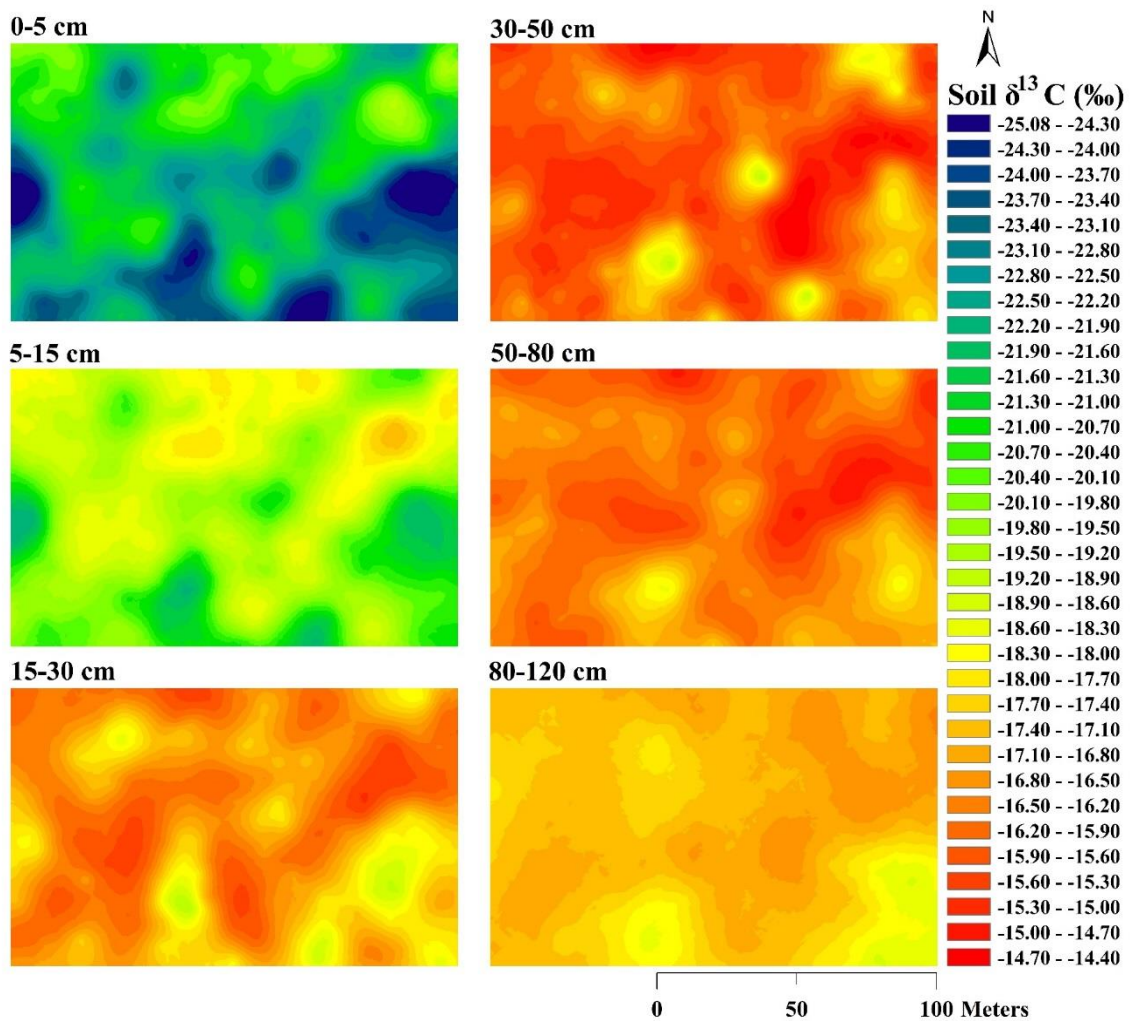 0-5 cm
30-50 cm
N
5-15 cm
50-80 cm
15-30 cm
80-120 cm
Soil δ¹³ C (‰)
-25.08 - -24.30
-24.30 - -24.00
-24.00 - -23.70
-23.70 - -23.40
-23.40 - -23.10
-23.10 - -22.80
-22.80 - -22.50
-22.50 - -22.20
-22.20 - -21.90
-21.90 - -21.60
-21.60 - -21.30
-21.30 - -21.00
-21.00 - -20.70
-20.70 - -20.40
-20.40 - -20.10
-20.10 - -19.80
-19.80 - -19.50
-19.50 - -19.20
-19.20 - -18.90
-18.90 - -18.60
-18.60 - -18.30
-18.30 - -18.00
-18.00 - -17.70
-17.70 - -17.40
-17.40 - -17.10
-17.10 - -16.80
-16.80 - -16.50
-16.50 - -16.20
-16.20 - -15.90
-15.90 - -15.60
-15.60 - -15.30
-15.30 - -15.00
-15.00 - -14.70
-14.70 - -14.40
0 50 100 Meters